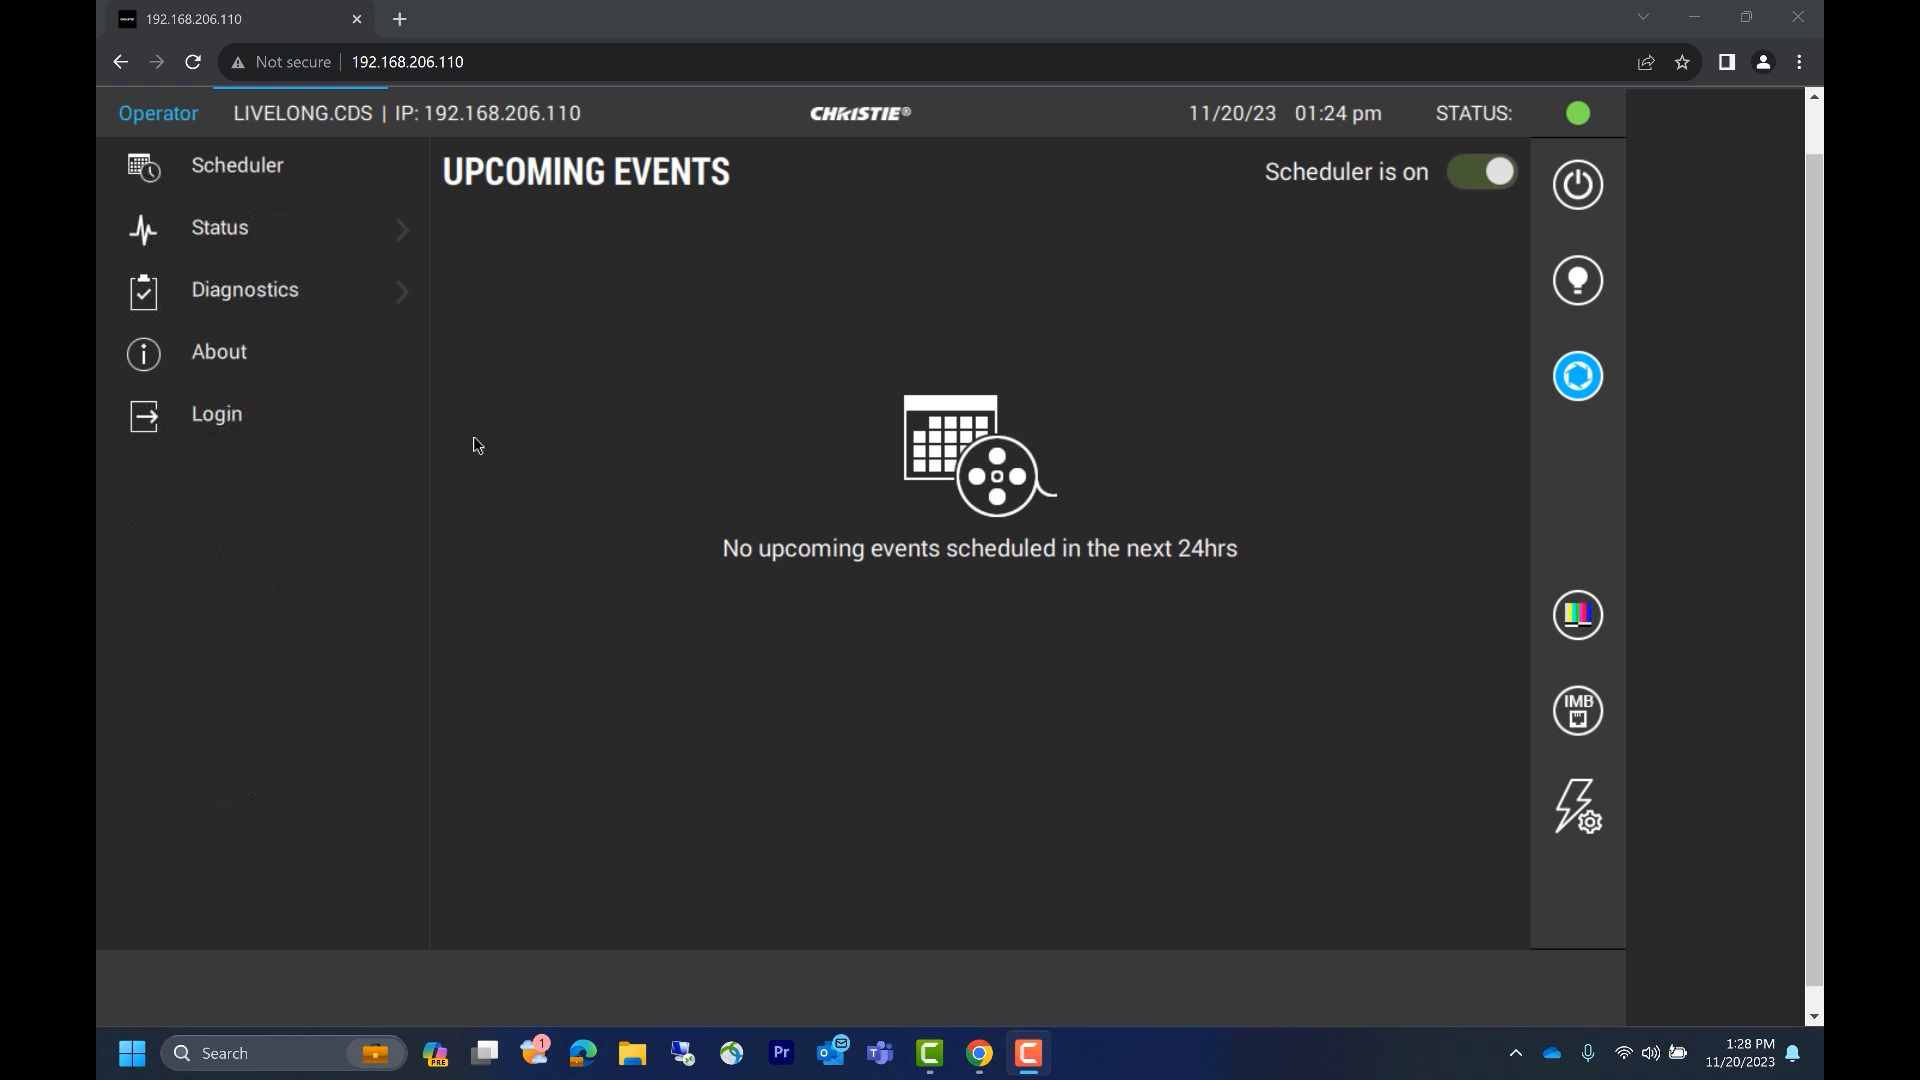 192.168.206.110
Not secure
192.168.206.110
Operator
LIVELONG.CDS | IP: 192.168.206.110
CHRISTIE®
11/20/23 01:24 pm
STATUS:
Scheduler
Status
Diagnostics
About
Login
UPCOMING EVENTS
Scheduler is on
No upcoming events scheduled in the next 24hrs
IMB
Search
PRE
1
Pr
1:28 PM
11/20/2023